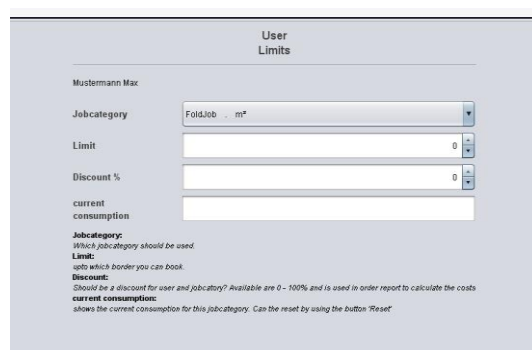 User
Limits
Mustermann Max
Jobcategory
FoldJob . m²
Limit
0
Discount %
0
current
consumption
Jobcategory:
Which jobcategory should be used.
Limit:
upto which border you can book.
Discount:
Should be a discount for user and jobcatory? Available are 0 - 100% and is used in order report to calculate the costs
current consumption:
shows the current consumption for this jobcategory. Can the reset by using the button 'Reset'